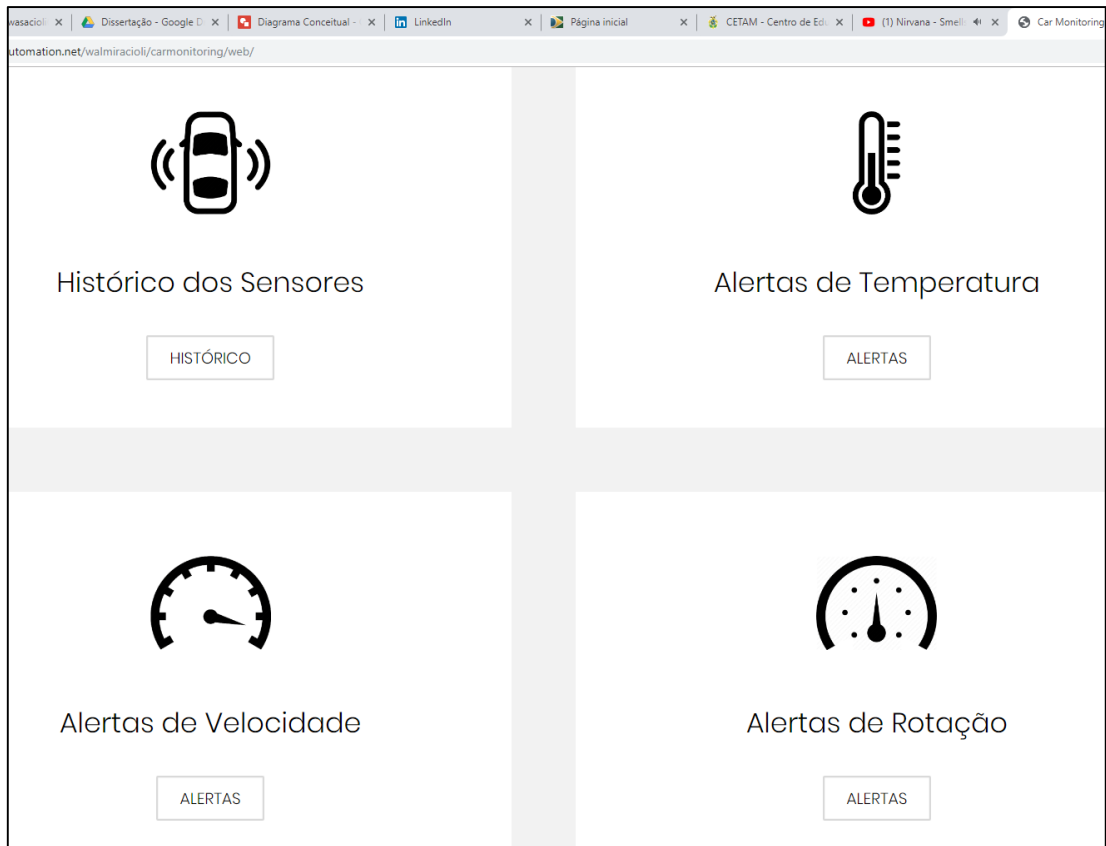 wasacioli
Dissertação - Google D
Diagrama Conceitual -
LinkedIn
Página inicial
CETAM - Centro de Edu
(1) Nirvana - Smell
Car Monitoring
utomation.net/walmiracioli/carmonitoring/web/
Histórico dos Sensores
Alertas de Temperatura
HISTÓRICO
ALERTAS
Alertas de Velocidade
Alertas de Rotação
ALERTAS
ALERTAS